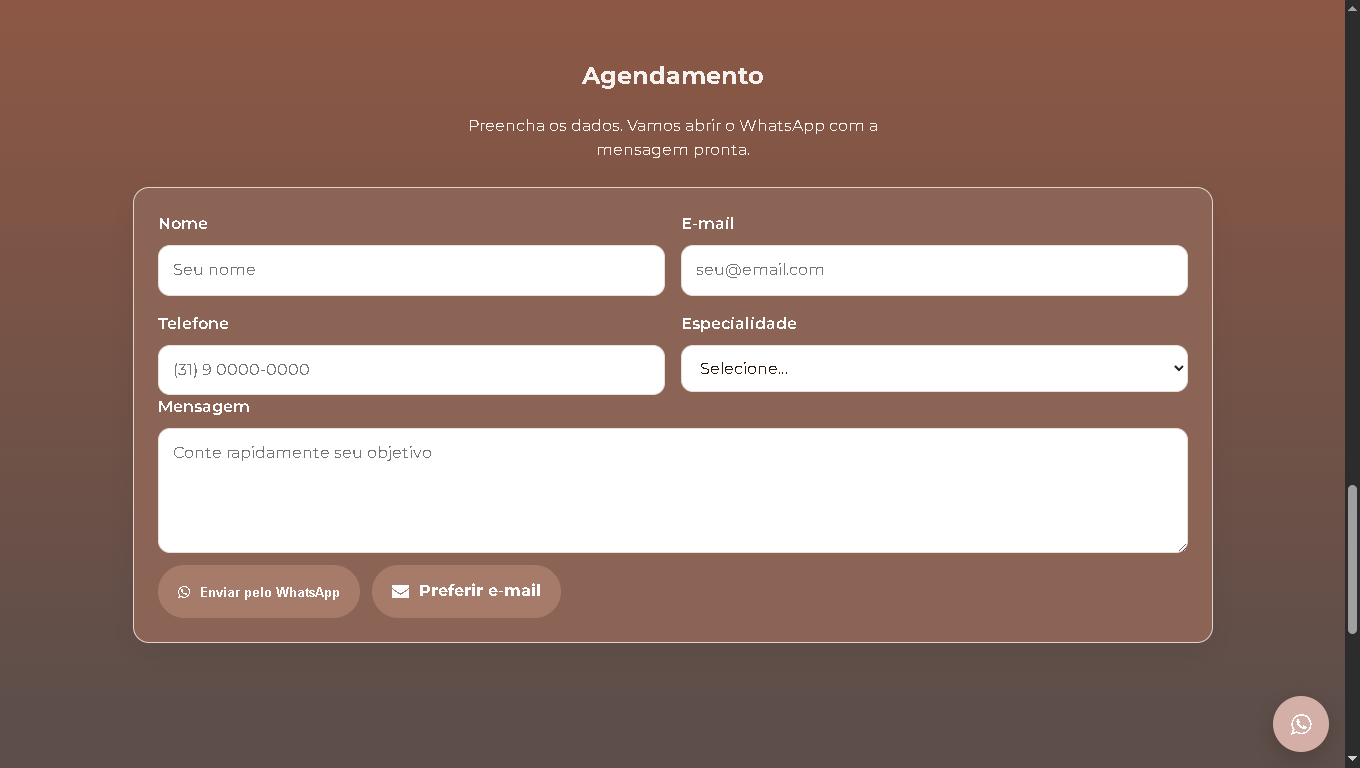 Agendamento
Preencha os dados. Vamos abrir o WhatsApp com a
mensagem pronta.
Nome
E-mail
Seu nome
seu@email.com
Telefone
Especialidade
(31) 9 0000-0000
Selecione...
Mensagem
Conte rapidamente seu objetivo
Enviar pelo WhatsApp
Preferir e-mail